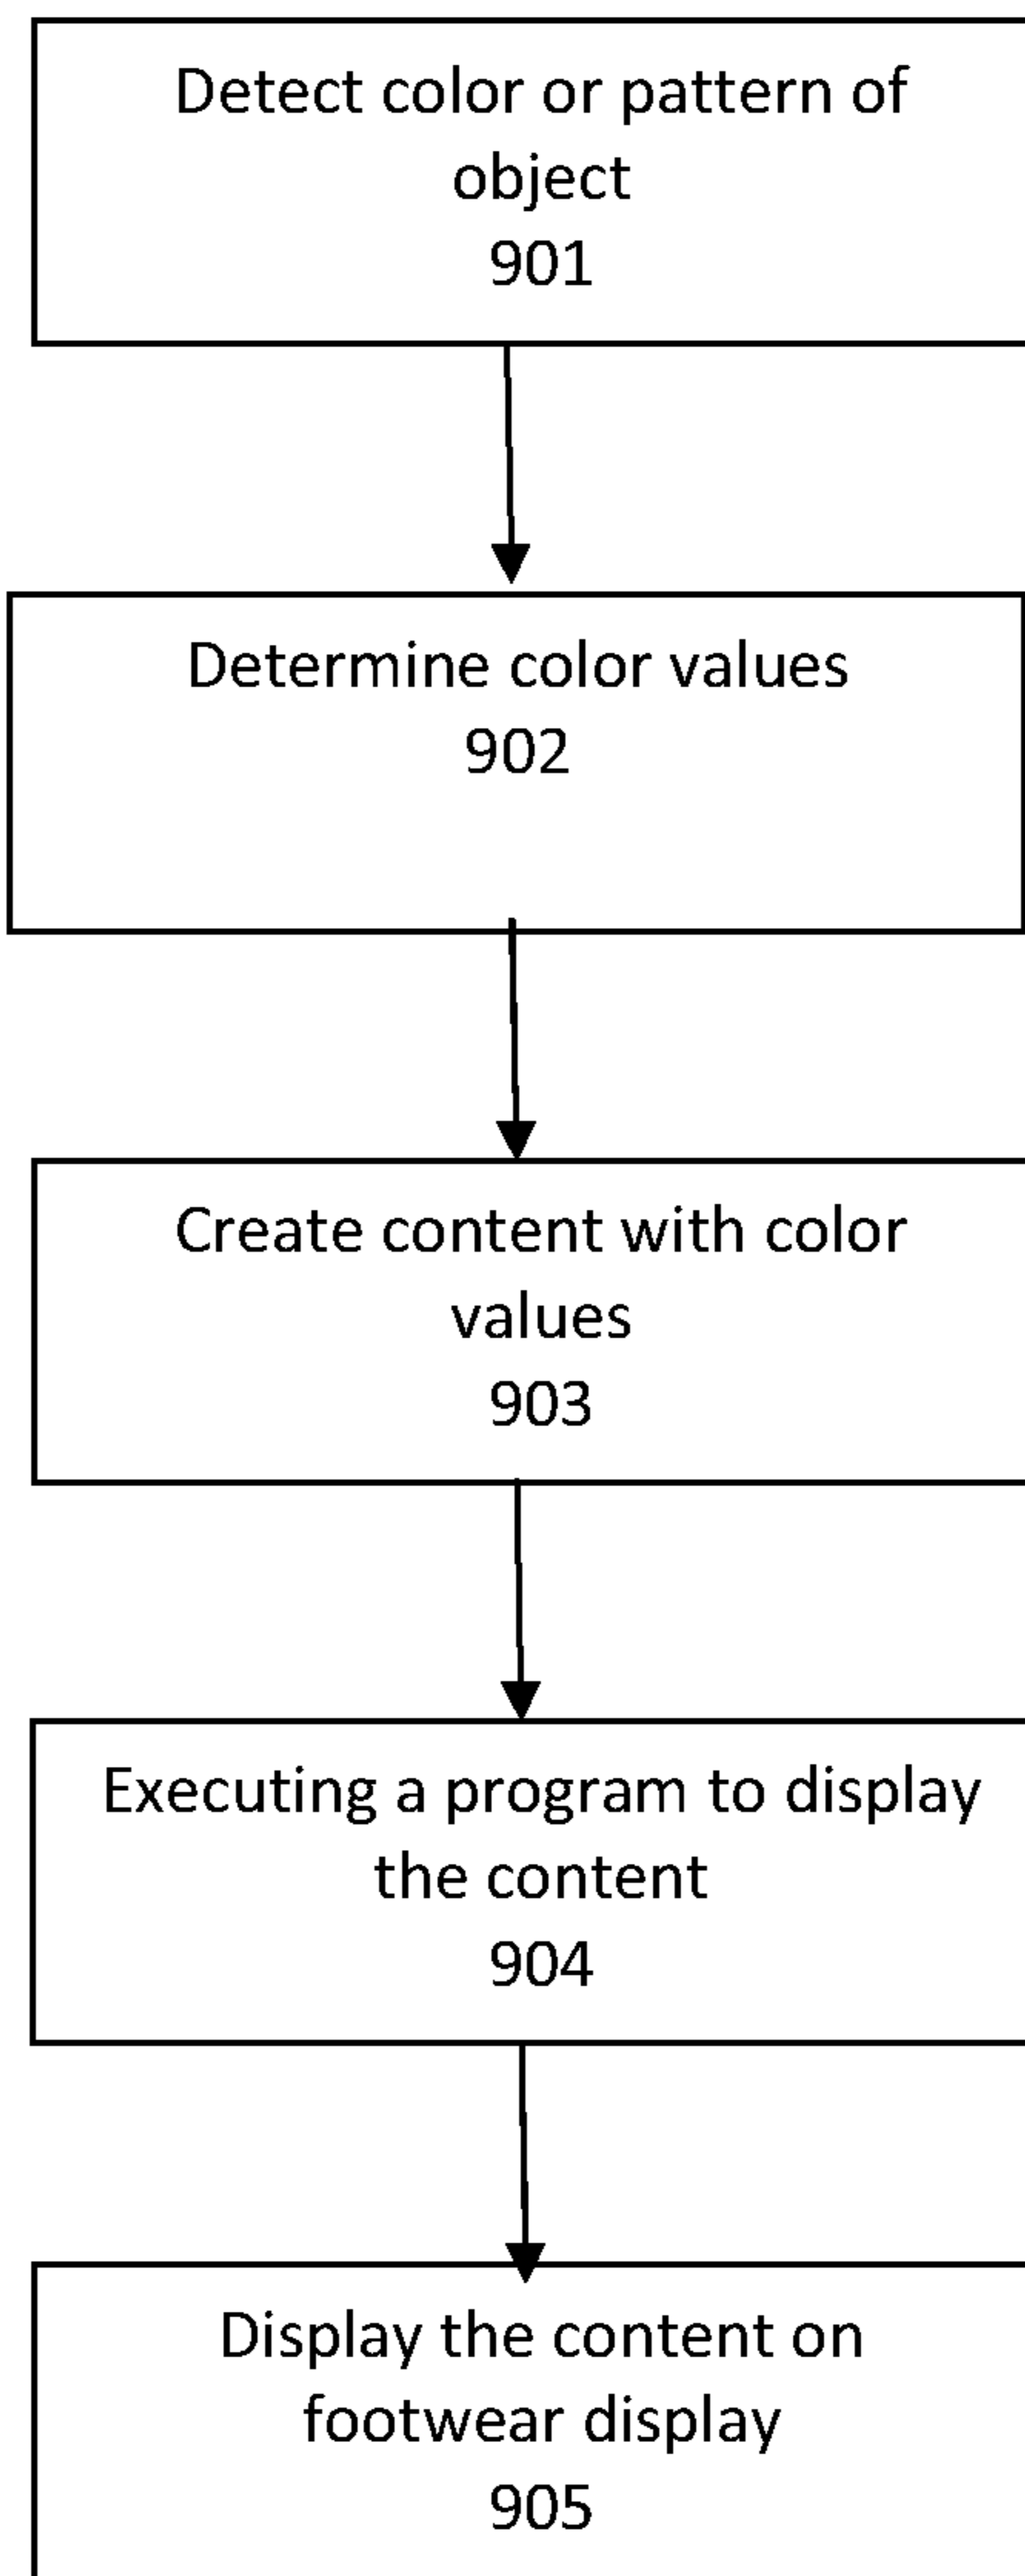 Detect color or pattern of
object
901
Determine color values
902
Create content with color
values
903
Executing a program to display
the content
904
Display the content on
footwear display
905